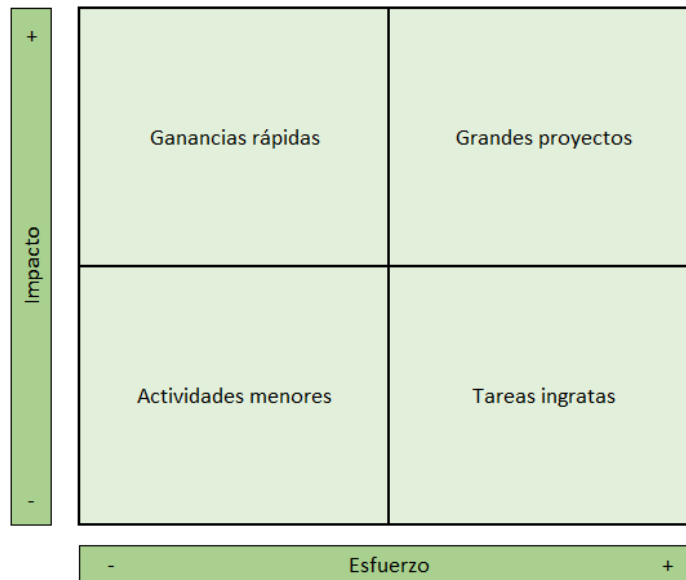 +
Impacto
-
Ganancias rápidas
Grandes proyectos
Actividades menores
Tareas ingratas
-
Esfuerzo
+